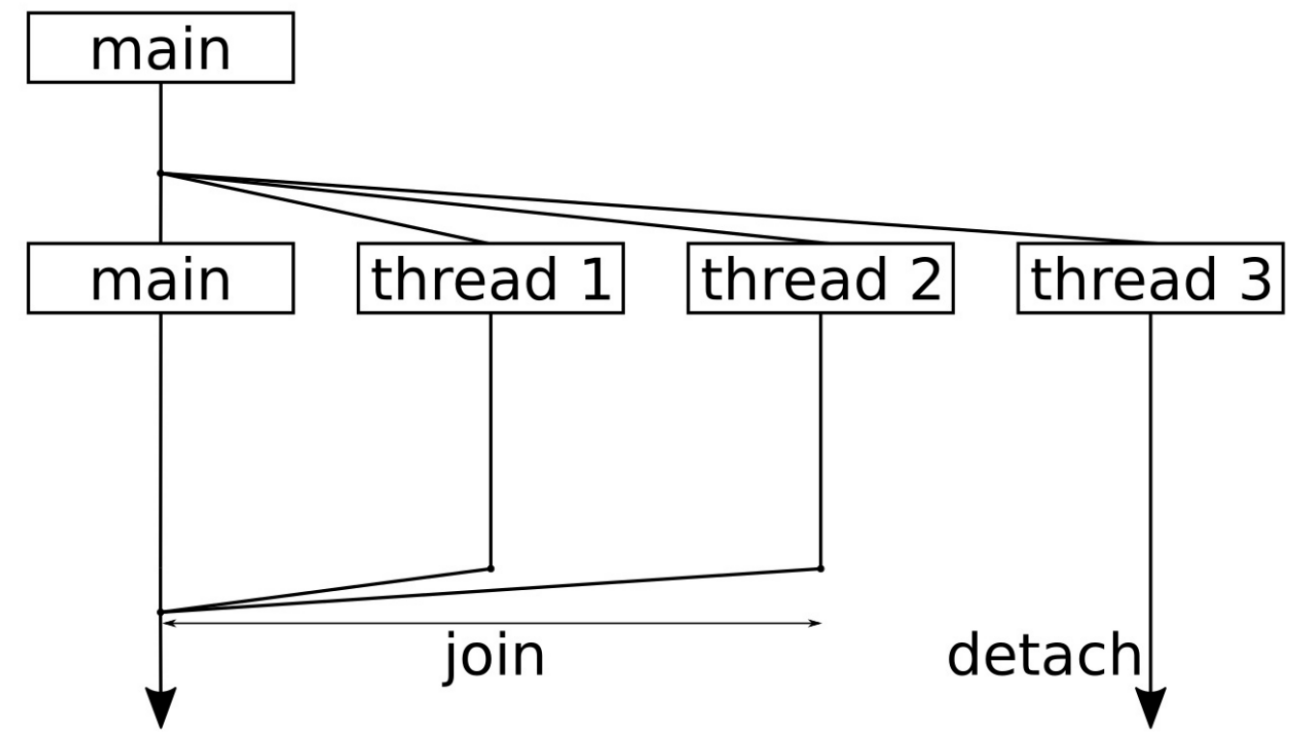 main
main
thread 1
thread 2
thread 3
join
detach